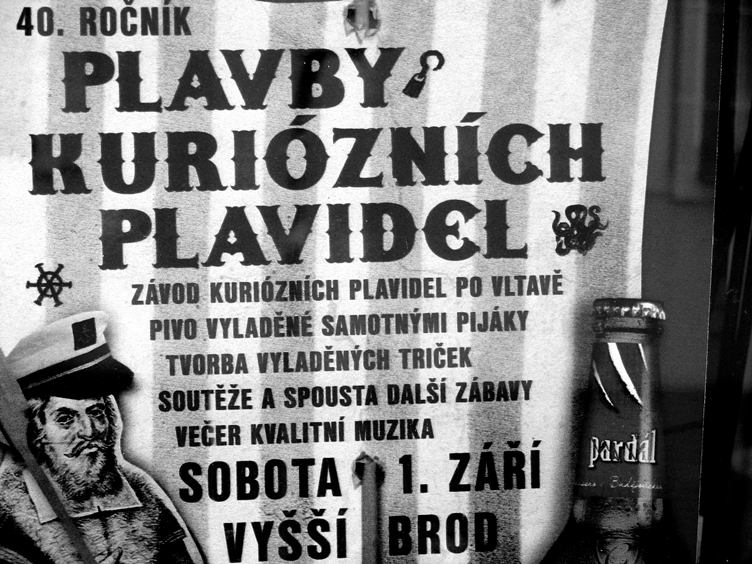 40. ROČNÍK
PLAVBY
KURIÓZNÍCH
PLAVIDEL
ZÁVOD KURIÓZNÍCH PLAVIDEL PO VLTAVĚ
PIVO VYLADĚNÉ SAMOTNÝMI PIJÁKY
TVORBA VYLADĚNÝCH TRIČEK
SOUTĚŽE A SPOUSTA DALŠÍ ZÁBAVY
VEČER KVALITNÍ MUZIKA
pardál
SOBOTA 1. ZÁŘÍ
VYŠŠÍ BROD